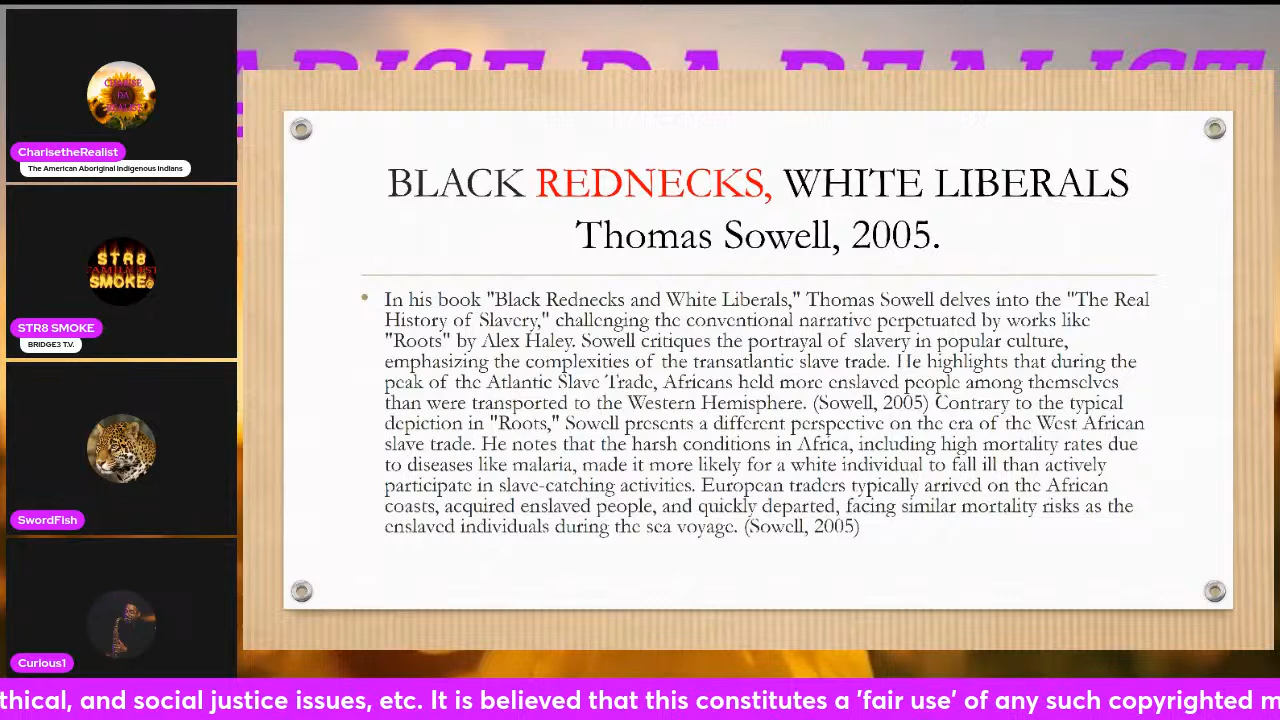 ARISE DA REALIST
CHARISE
DA
REALIST
CharisetheRealist
The American Aboriginal Indigenous Indians
STR8
FAMILY 1ST
SMOKE
STR8 SMOKE
BRIDGE3 T.V.
SwordFIsh
Curious1
BLACK REDNECKS, WHITE LIBERALS
Thomas Sowell, 2005.
• In his book "Black Rednecks and White Liberals," Thomas Sowell delves into the "The Real
History of Slavery," challenging the conventional narrative perpetuated by works like
"Roots" by Alex Haley. Sowell critiques the portrayal of slavery in popular culture,
emphasizing the complexities of the transatlantic slave trade. He highlights that during the
peak of the Atlantic Slave Trade, Africans held more enslaved people among themselves
than were transported to the Western Hemisphere. (Sowell, 2005) Contrary to the typical
depiction in "Roots," Sowell presents a different perspective on the era of the West African
slave trade. He notes that the harsh conditions in Africa, including high mortality rates due
to diseases like malaria, made it more likely for a white individual to fall ill than actively
participate in slave-catching activities. European traders typically arrived on the African
coasts, acquired enslaved people, and quickly departed, facing similar mortality risks as the
enslaved individuals during the sea voyage. (Sowell, 2005)
thical, and social justice issues, etc. It is believed that this constitutes a 'fair use' of any such copyrighted m